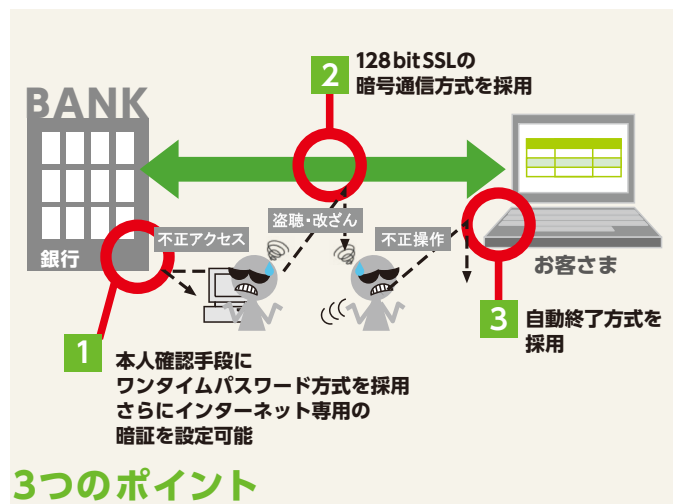 2
128bit SSLの
暗号通信方式を採用
BANK
銀行
不正アクセス
盗聴・改ざん
不正操作
お客さま
1
本人確認手段に
ワンタイムパスワード方式を採用
さらにインターネット専用の
暗証を設定可能
3
自動終了方式を
採用
3つのポイント